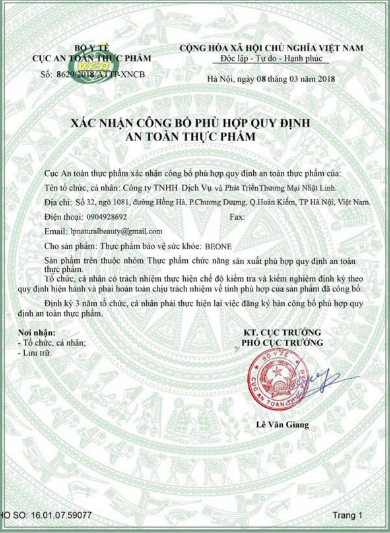 BỘ Y TẾ
CỤC AN TOÀN THỰC PHẨM
Số: 8629/2018/ATTP-XNCB
CỘNG HÒA XÃ HỘI CHỦ NGHĨA VIỆT NAM
Độc lập - Tự do - Hạnh phúc
Hà Nội, ngày 08 tháng 03 năm 2018
XÁC NHẬN CÔNG BỐ PHÙ HỢP QUY ĐỊNH
AN TOÀN THỰC PHẨM
Cục An toàn thực phẩm xác nhận công bố phù hợp quy định an toàn thực phẩm của:
Tên tổ chức, cá nhân: Công ty TNHH Dịch Vụ và Phát Triển Thương Mại Nhật Linh.
Địa chỉ: Số 32, ngõ 1081, đường Hồng Hà, P.Chương Dương, Q.Hoàn Kiếm, TP Hà Nội, Việt Nam.
Điện thoại: 0904928692 Fax:
Email: lpnaturalbeauty@gmail.com
Cho sản phẩm: Thực phẩm bảo vệ sức khỏe: BEONE
Sản phẩm trên thuộc nhóm Thực phẩm chức năng sản xuất phù hợp quy định an toàn
thực phẩm.
Tổ chức, cá nhân có trách nhiệm thực hiện chế độ kiểm tra và kiểm nghiệm định kỳ theo
quy định hiện hành và phải hoàn toàn chịu trách nhiệm về tính phù hợp của sản phẩm đã công bố.
Định kỳ 3 năm tổ chức, cá nhân phải thực hiện lại việc đăng ký bản công bố phù hợp quy
định an toàn thực phẩm.
Nơi nhận:
- Tổ chức, cá nhân;
- Lưu trữ.
KT. CỤC TRƯỞNG
PHÓ CỤC TRƯỞNG
BỘ Y TẾ
CỤC AN TOÀN THỰC PHẨM
Lê Văn Giang
HO SO: 16.01.07.59077
Trang 1